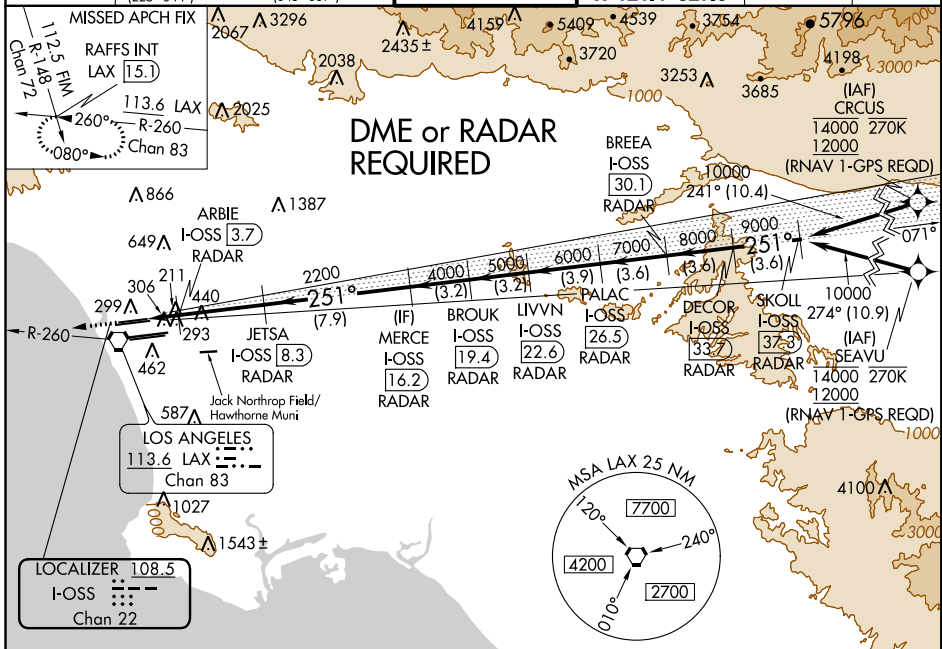 MISSED APCH FIX
112.5 FIM
R-148
Chan 72
RAFFS INT
LAX 15.1
113.6 LAX
R-260
Chan 83
260°
080°
2067
3296
2435±
2038
2025
4159
5409
4539
3720
3754
5796
4198
3253
3685
3000
1000
DME or RADAR
REQUIRED
(IAF)
CRCUS
14000 270K
12000
(RNAV 1-GPS REQD)
BREEA
I-OSS
30.1
RADAR
10000
241° (10.4)
071°
866
1387
649
ARBIE
I-OSS 3.7
RADAR
211
306
440
299
293
462
R-260
2200
251°
(7.9)
4000
(3.2)
5000
(3.2)
6000
(3.9)
7000
(3.6)
8000
(3.6)
9000
251°
(3.6)
JETSA
I-OSS 8.3
RADAR
(IF)
MERCE
I-OSS
16.2
RADAR
BROUK
I-OSS
19.4
RADAR
LIVVN
I-OSS
22.6
RADAR
PALAC
I-OSS
26.5
RADAR
DECOR
I-OSS
33.7
RADAR
SKOLL
I-OSS
37.3
RADAR
10000
274° (10.9)
(IAF)
SEAVU
14000 270K
12000
(RNAV 1-GPS REQD)
Jack Northrop Field/
Hawthorne Muni
587
LOS ANGELES
113.6 LAX
Chan 83
1027
1000
1543±
LOCALIZER 108.5
I-OSS
Chan 22
MSA LAX 25 NM
120°
7700
240°
4200
2700
010°
1000
4100
3000